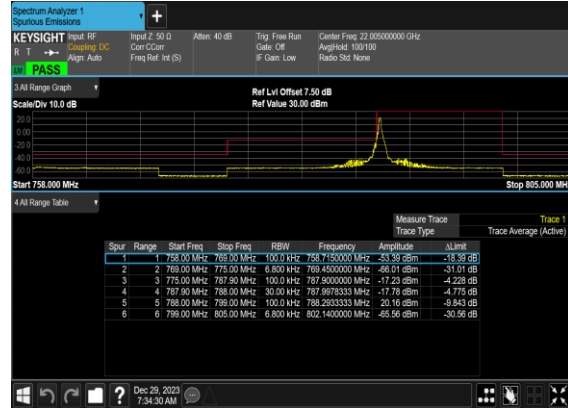 Spectrum Analyzer 1
Spurious Emissions
KEYSIGHT Input: RF Input Z: 50 Ω Atten: 40 dB Trig: Free Run Center Freq: 22.005000000 GHz
R T Coupling: DC Corr CCorr Gate: Off Avg|Hold: 100/100
Align: Auto Freq Ref: Int (S) IF Gain: Low Radio Std: None
PASS
3 All Range Graph
Ref Lvl Offset 7.50 dB
Scale/Div 10.0 dB Ref Value 30.00 dBm
20.0
0.00
-20.0
-40.0
-60.0
Start 758.000 MHz Stop 805.000 MH
4 All Range Table
Measure Trace Trace 1
Trace Type Trace Average (Active)
Spur Range Start Freq Stop Freq RBW Frequency Amplitude ΔLimit
1 1 758.00 MHz 769.00 MHz 100.0 kHz 758.7150000 MHz -53.39 dBm -18.39 dB
2 2 769.00 MHz 775.00 MHz 6.800 kHz 769.4500000 MHz -66.01 dBm -31.01 dB
3 3 775.00 MHz 787.90 MHz 100.0 kHz 787.9000000 MHz -17.23 dBm -4.228 dB
4 4 787.90 MHz 788.00 MHz 30.00 kHz 787.9978333 MHz -17.78 dBm -4.775 dB
5 5 788.00 MHz 799.00 MHz 100.0 kHz 788.2933333 MHz 20.16 dBm -9.843 dB
6 6 799.00 MHz 805.00 MHz 6.800 kHz 802.1400000 MHz -65.56 dBm -30.56 dB
? Dec 29, 2023
7:34:30 AM